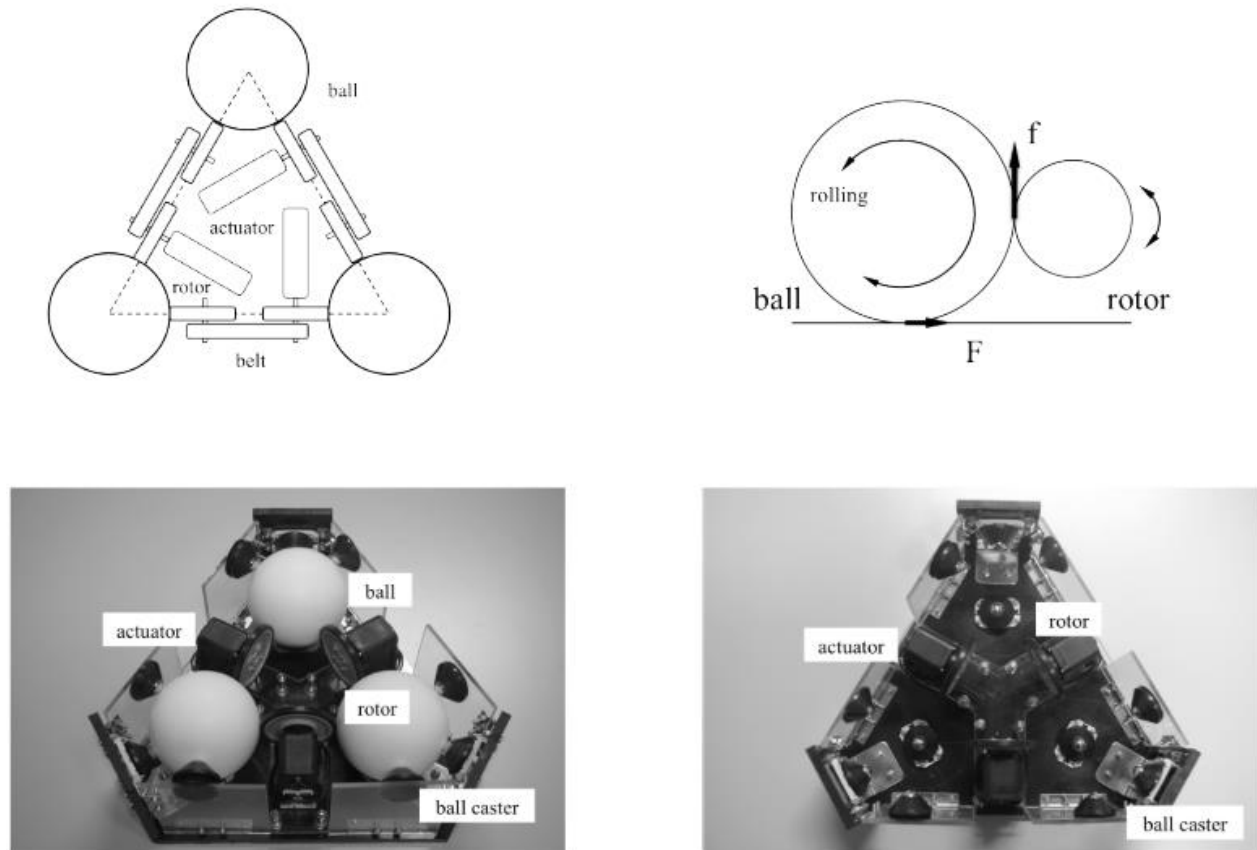 ball
actuator
rotor
belt
f
rolling
ball
rotor
F
ball
actuator
rotor
ball caster
rotor
actuator
ball caster